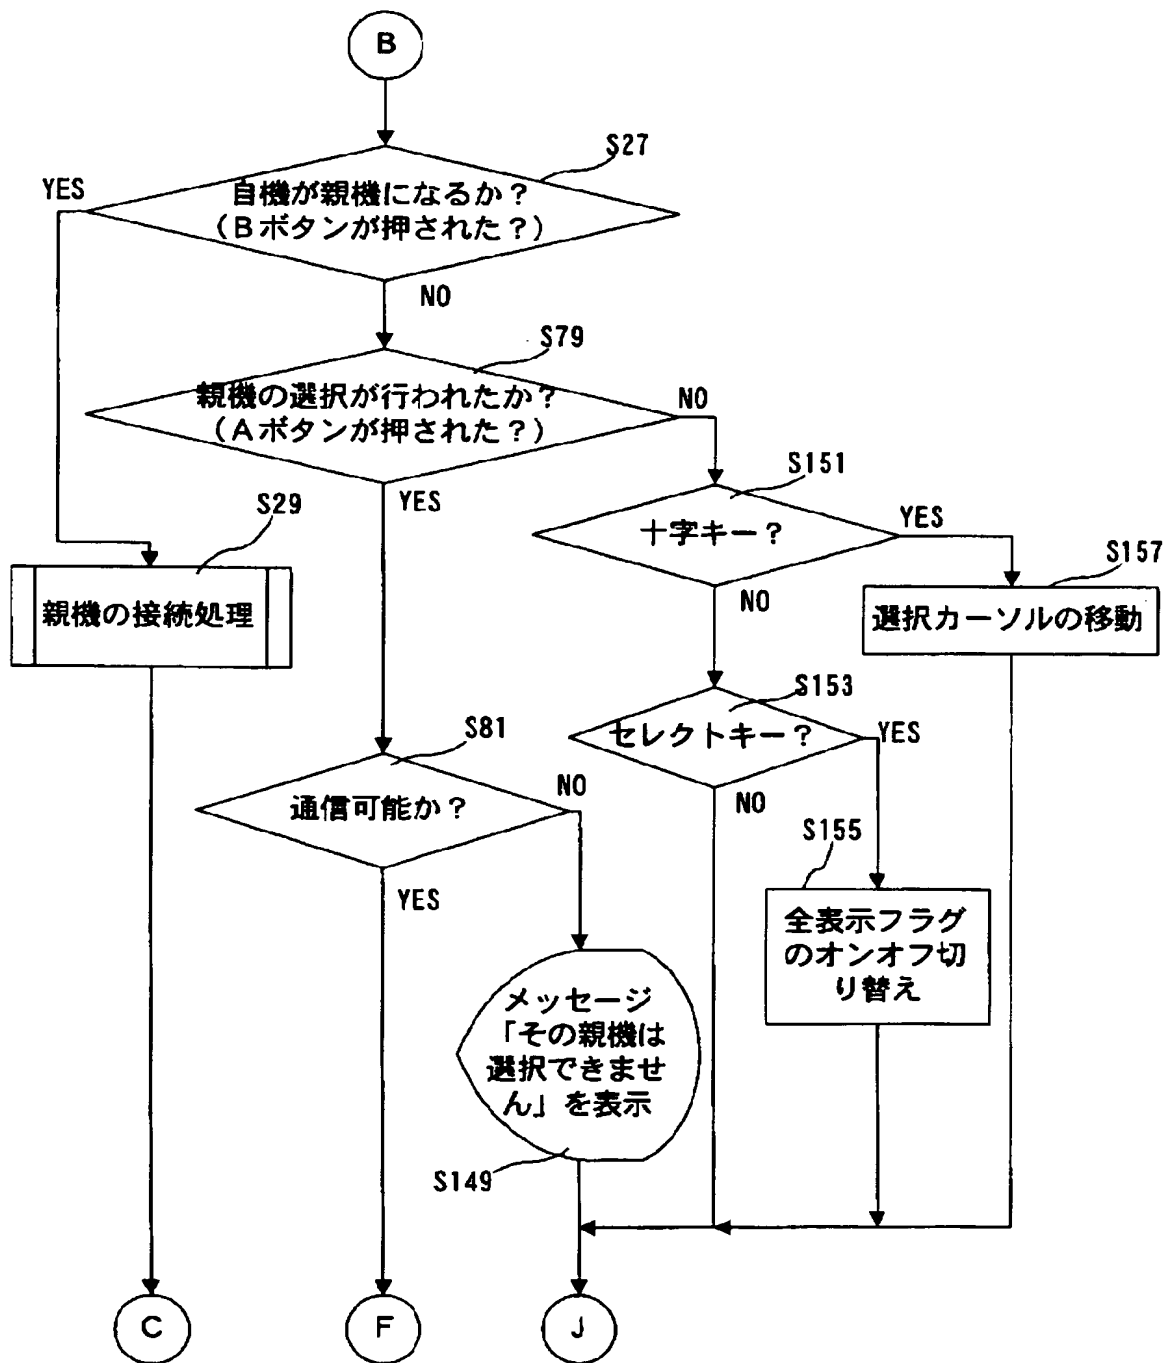 B
S27
YES
自機が親機になるか？
（Bボタンが押された？）
NO
S79
親機の選択が行われたか？
（Aボタンが押された？）
NO
YES
S151
十字キー？
YES
NO
S29
親機の接続処理
S157
選択カーソルの移動
S153
セレクトキー？
YES
NO
S81
通信可能か？
NO
YES
S155
全表示フラグ
のオンオフ切
り替え
メッセージ
「その親機は
選択できませ
ん」を表示
S149
C
F
J